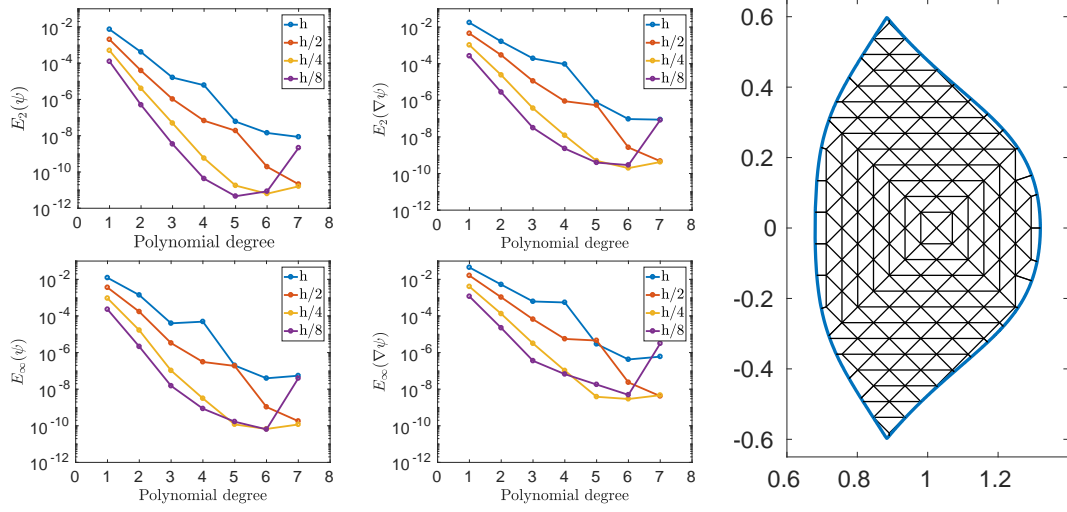 10^-2
10^-4
10^-6
10^-8
10^-10
10^-12
E_2(ψ)
h
h/2
h/4
h/8
0 1 2 3 4 5 6 7 8
Polynomial degree
10^-2
10^-4
10^-6
10^-8
10^-10
10^-12
E_2(∇ψ)
h
h/2
h/4
h/8
0 1 2 3 4 5 6 7 8
Polynomial degree
10^-2
10^-4
10^-6
10^-8
10^-10
10^-12
E_∞(ψ)
h
h/2
h/4
h/8
0 1 2 3 4 5 6 7 8
Polynomial degree
10^-2
10^-4
10^-6
10^-8
10^-10
10^-12
E_∞(∇ψ)
h
h/2
h/4
h/8
0 1 2 3 4 5 6 7 8
Polynomial degree
0.6
0.4
0.2
0
-0.2
-0.4
-0.6
0.6 0.8 1 1.2